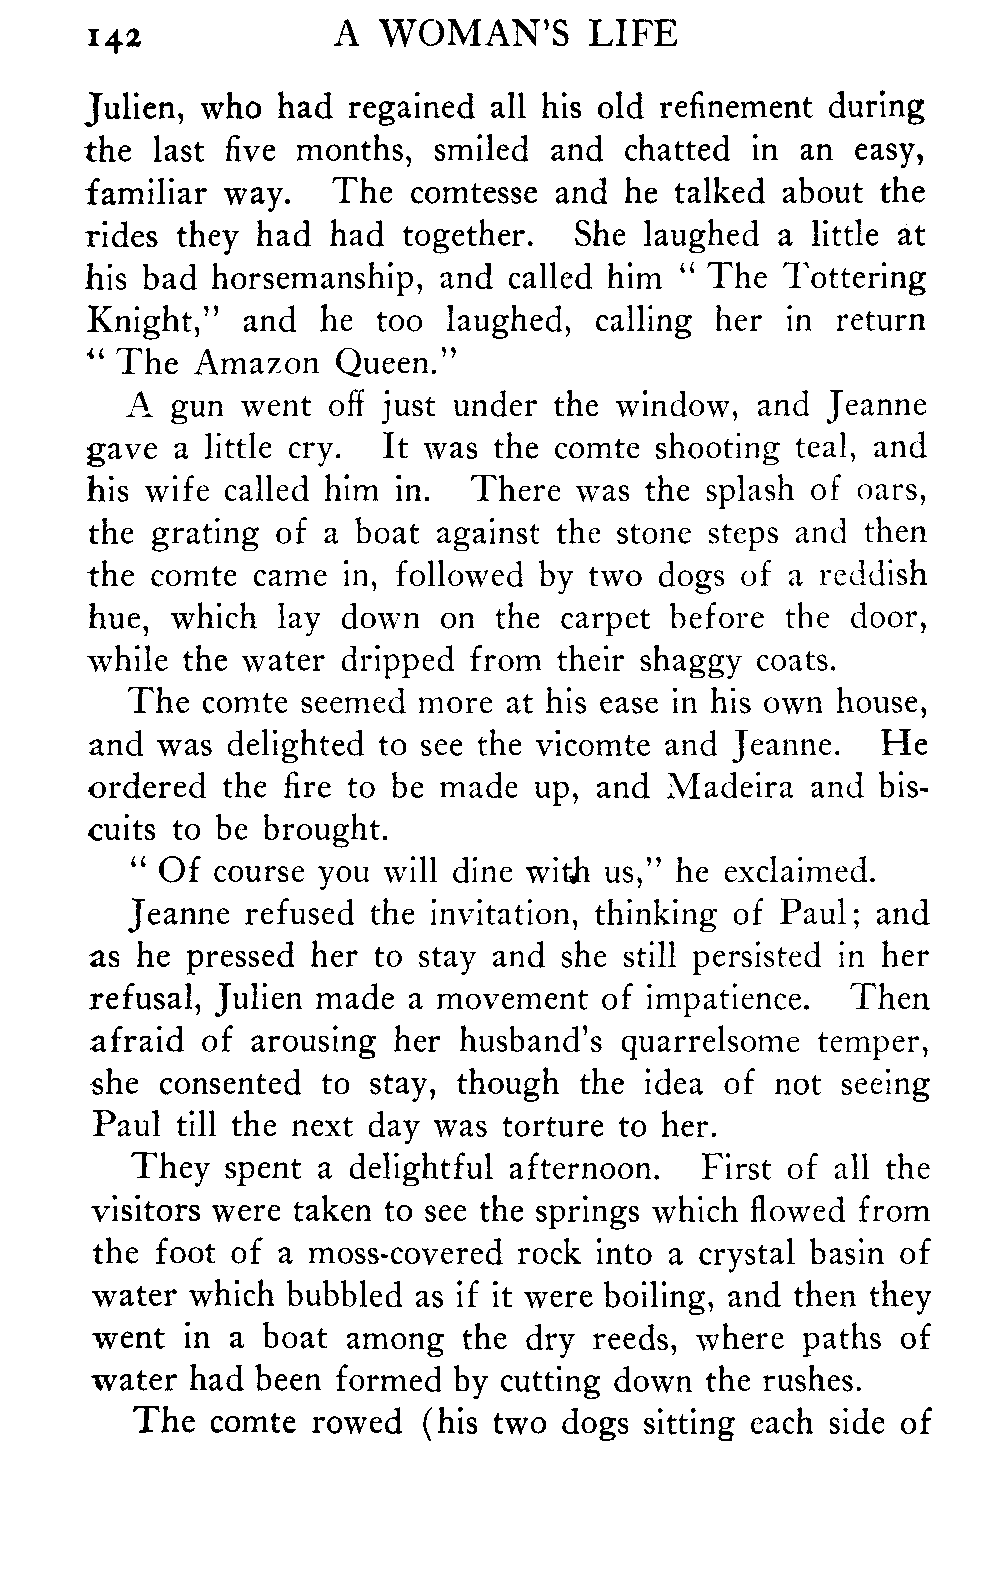 142 A WOMAN'S LIFE
Julien, who had regained all his old refinement during
the last five months, smiled and chatted in an easy,
familiar way. The comtesse and he talked about the
rides they had had together. She laughed a little at
his bad horsemanship, and called him " The Tottering
Knight," and he too laughed, calling her in return
" The Amazon Queen."
A gun went off just under the window, and Jeanne
gave a little cry. It was the comte shooting teal, and
his wife called him in. There was the splash of oars,
the grating of a boat against the stone steps and then
the comte came in, followed by two dogs of a reddish
hue, which lay down on the carpet before the door,
while the water dripped from their shaggy coats.
The comte seemed more at his ease in his own house,
and was delighted to see the vicomte and Jeanne. He
ordered the fire to be made up, and Madeira and bis-
cuits to be brought.
" Of course you will dine with us," he exclaimed.
Jeanne refused the invitation, thinking of Paul; and
as he pressed her to stay and she still persisted in her
refusal, Julien made a movement of impatience. Then
afraid of arousing her husband's quarrelsome temper,
she consented to stay, though the idea of not seeing
Paul till the next day was torture to her.
They spent a delightful afternoon. First of all the
visitors were taken to see the springs which flowed from
the foot of a moss-covered rock into a crystal basin of
water which bubbled as if it were boiling, and then they
went in a boat among the dry reeds, where paths of
water had been formed by cutting down the rushes.
The comte rowed (his two dogs sitting each side of